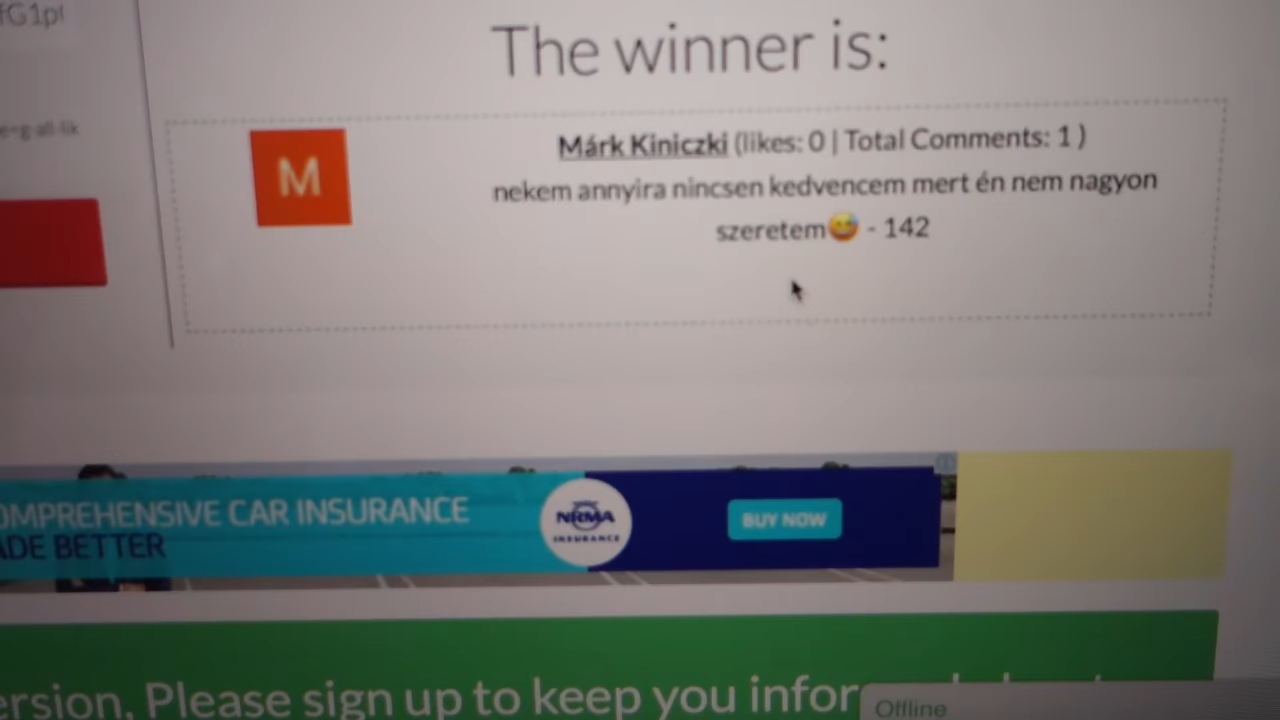 The winner is:
Márk Kiniczki (likes: 0 | Total Comments: 1 )
M
nekem annyira nincsen kedvencem mert én nem nagyon
szeretem😅 - 142
OMPREHENSIVE CAR INSURANCE
ADE BETTER
NRMA
INSURANCE
BUY NOW
ersion, Please sign up to keep you infor
Offline